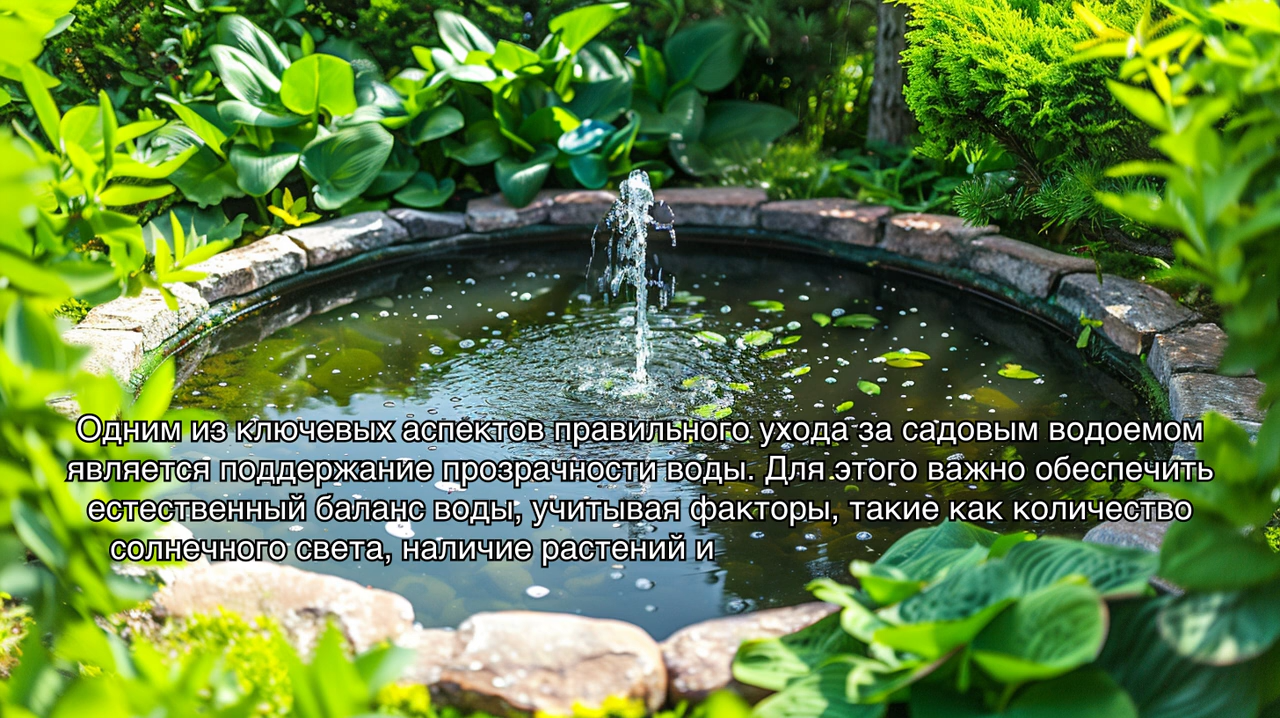 Одним из ключевых аспектов правильного ухода за садовым водоемом
является поддержание прозрачности воды. Для этого важно обеспечить
естественный баланс воды, учитывая факторы, такие как количество
солнечного света, наличие растений и